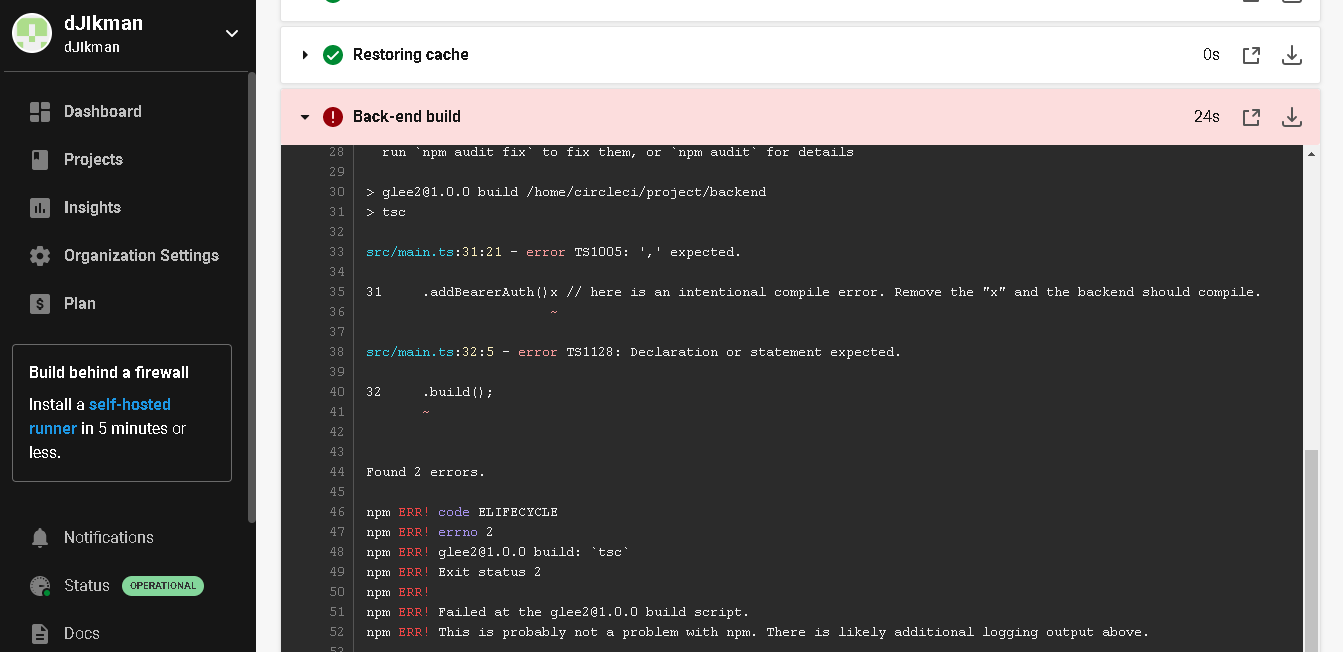 dJIkman
dJIkman
Dashboard
Projects
Insights
Organization Settings
Plan
Build behind a firewall
Install a self-hosted
runner in 5 minutes or
less.
Notifications
Status OPERATIONAL
Docs
Restoring cache 0s
Back-end build 24s
28 run `npm audit fix` to fix them, or `npm audit` for details
29
30 > glee2@1.0.0 build /home/circleci/project/backend
31 > tsc
32
33 src/main.ts:31:21 - error TS1005: ',' expected.
34
35 31 .addBearerAuth()x // here is an intentional compile error. Remove the "x" and the backend should compile.
36 ~
37
38 src/main.ts:32:5 - error TS1128: Declaration or statement expected.
39
40 32 .build();
41 ~
42
43
44 Found 2 errors.
45
46 npm ERR! code ELIFECYCLE
47 npm ERR! errno 2
48 npm ERR! glee2@1.0.0 build: `tsc`
49 npm ERR! Exit status 2
50 npm ERR!
51 npm ERR! Failed at the glee2@1.0.0 build script.
52 npm ERR! This is probably not a problem with npm. There is likely additional logging output above.
53